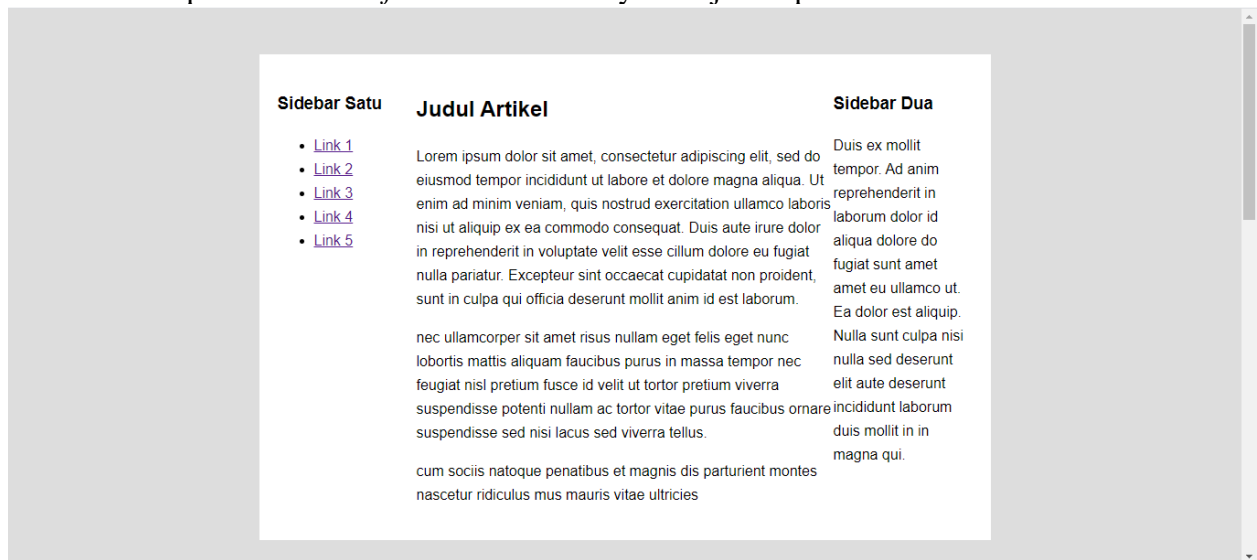 Sidebar Satu
Link 1
Link 2
Link 3
Link 4
Link 5
Judul Artikel
Lorem ipsum dolor sit amet, consectetur adipiscing elit, sed do
eiusmod tempor incididunt ut labore et dolore magna aliqua. Ut
enim ad minim veniam, quis nostrud exercitation ullamco laboris
nisi ut aliquip ex ea commodo consequat. Duis aute irure dolor
in reprehenderit in voluptate velit esse cillum dolore eu fugiat
nulla pariatur. Excepteur sint occaecat cupidatat non proident,
sunt in culpa qui officia deserunt mollit anim id est laborum.
nec ullamcorper sit amet risus nullam eget felis eget nunc
lobortis mattis aliquam faucibus purus in massa tempor nec
feugiat nisl pretium fusce id velit ut tortor pretium viverra
suspendisse potenti nullam ac tortor vitae purus faucibus ornare
suspendisse sed nisi lacus sed viverra tellus.
cum sociis natoque penatibus et magnis dis parturient montes
nascetur ridiculus mus mauris vitae ultricies
Sidebar Dua
Duis ex mollit
tempor. Ad anim
reprehenderit in
laborum dolor id
aliqua dolore do
fugiat sunt amet
amet eu ullamco ut.
Ea dolor est aliquip.
Nulla sunt culpa nisi
nulla sed deserunt
elit aute deserunt
incididunt laborum
duis mollit in in
magna qui.